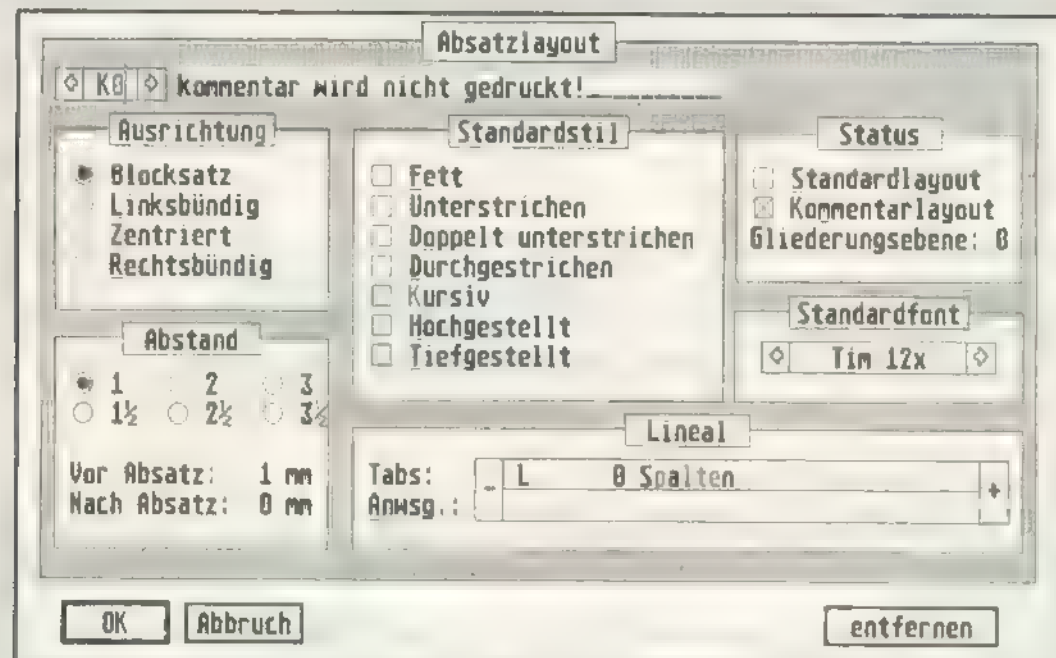 Absatzlayout
K0 Kommentar wird nicht gedruckt!
Ausrichtung
Blocksatz
Linksbündig
Zentriert
Rechtsbündig
Standardstil
Fett
Unterstrichen
Doppelt unterstrichen
Durchgestrichen
Kursiv
Hochgestellt
Tiefgestellt
Status
Standardlayout
Kommentarlayout
Gliederungsebene: 0
Standardfont
Tim 12x
Abstand
1 2 3
1½ 2½ 3½
Vor Absatz: 1 mm
Nach Absatz: 0 mm
Lineal
Tabs: - L 0 Spalten +
Anwsg.:
OK Abbruch entfernen